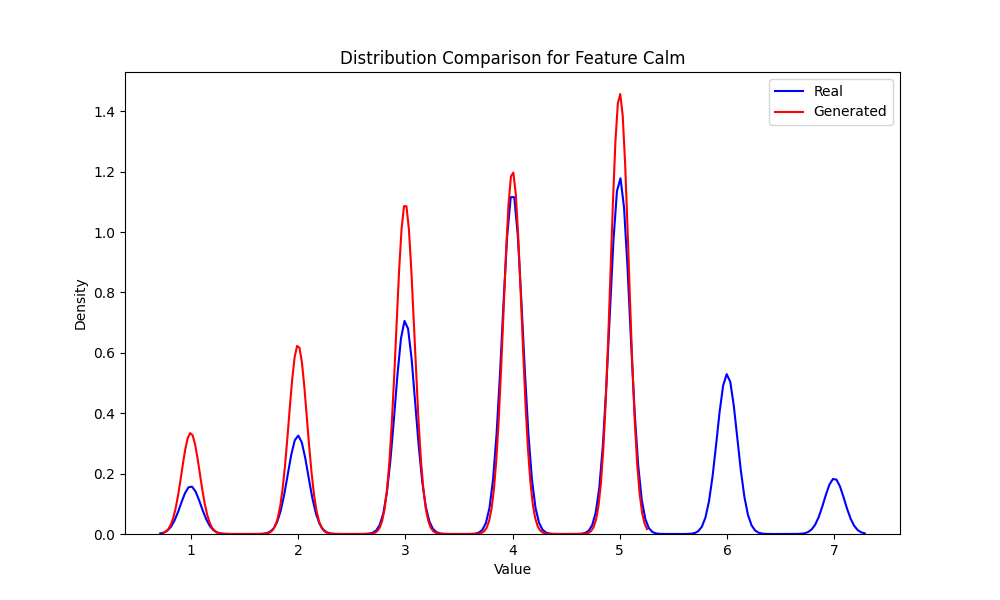 Distribution Comparison for Feature Calm
Real
Generated
Density
1.4
1.2
1.0
0.8
0.6
0.4
0.2
0.0
1 2 3 4 5 6 7
Value